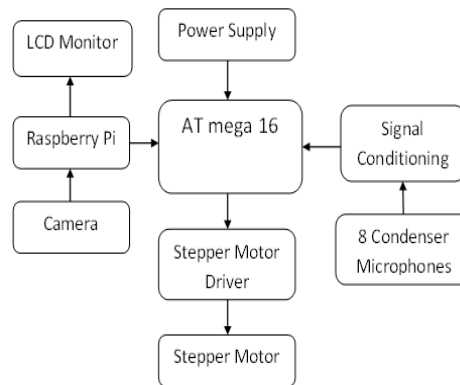 LCD Monitor
Power Supply
Raspberry Pi
AT mega 16
Signal
Conditioning
Camera
Stepper Motor
Driver
8 Condenser
Microphones
Stepper Motor